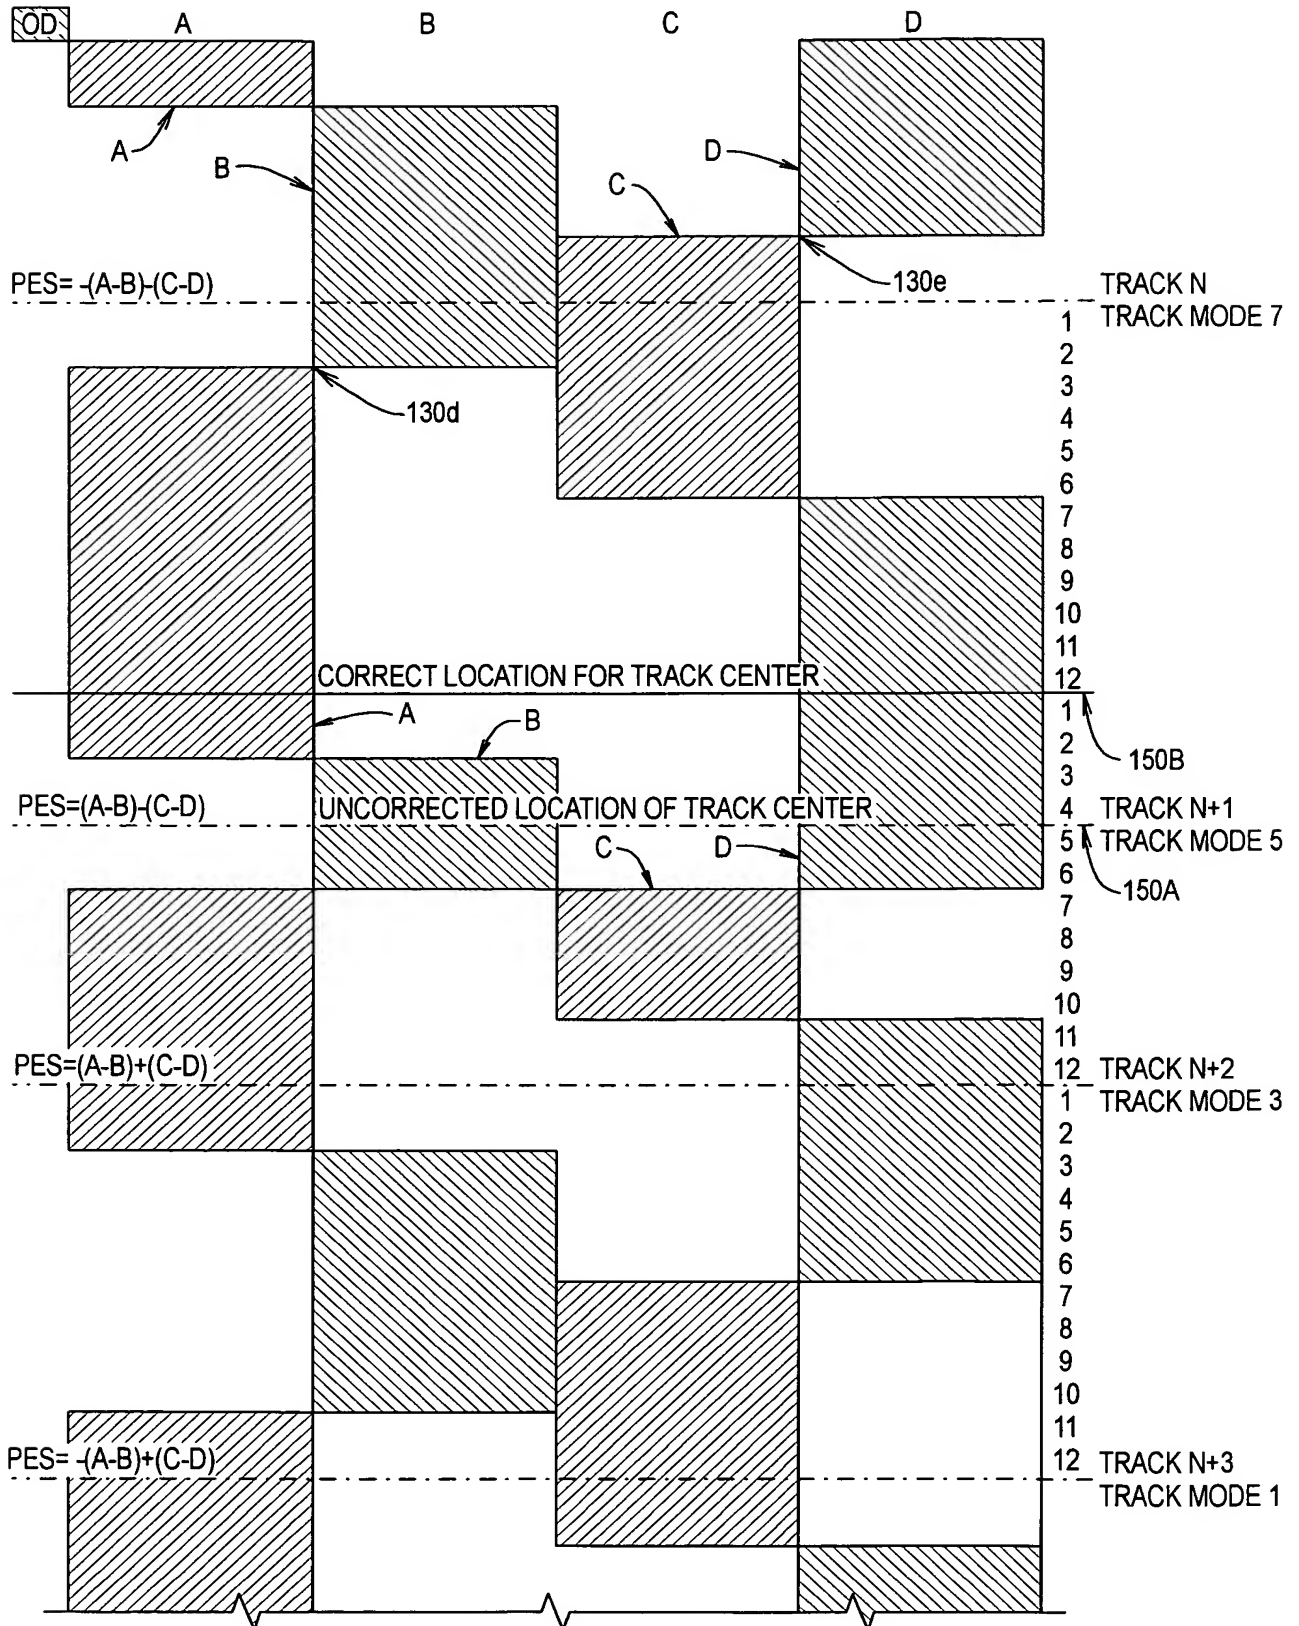 OD A B C D
A
B
C
D
PES= -(A-B)-(C-D)
130e
TRACK N
TRACK MODE 7
1
2
130d
3
4
5
6
7
8
9
10
11
CORRECT LOCATION FOR TRACK CENTER
12
A
B
1
2
3
150B
PES=(A-B)-(C-D)
UNCORRECTED LOCATION OF TRACK CENTER
4
TRACK N+1
C
D
5
TRACK MODE 5
6
150A
7
8
9
10
11
PES=(A-B)+(C-D)
12
TRACK N+2
1
TRACK MODE 3
2
3
4
5
6
7
8
9
10
11
PES= -(A-B)+(C-D)
12
TRACK N+3
TRACK MODE 1